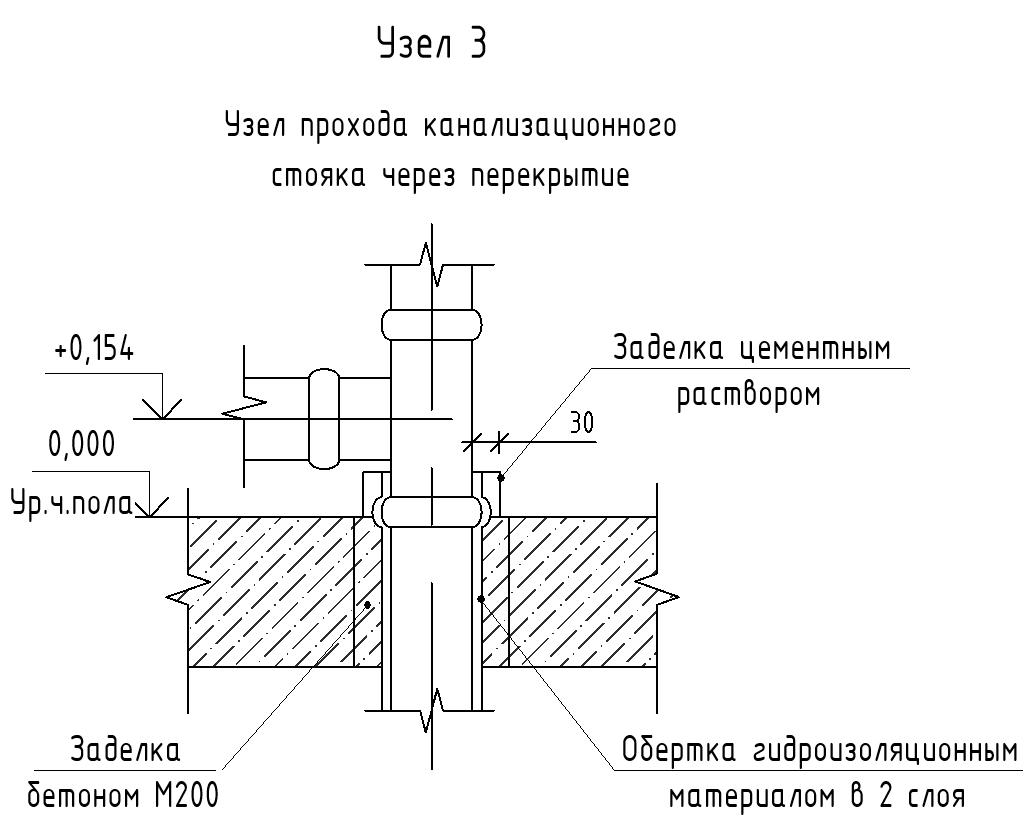 Узел 3
Узел прохода канализационного
стояка через перекрытие
+0,154
Заделка цементным
раствором
30
0,000
Ур.ч.пола
Заделка
бетоном М200
Обертка гидроизоляционным
материалом в 2 слоя